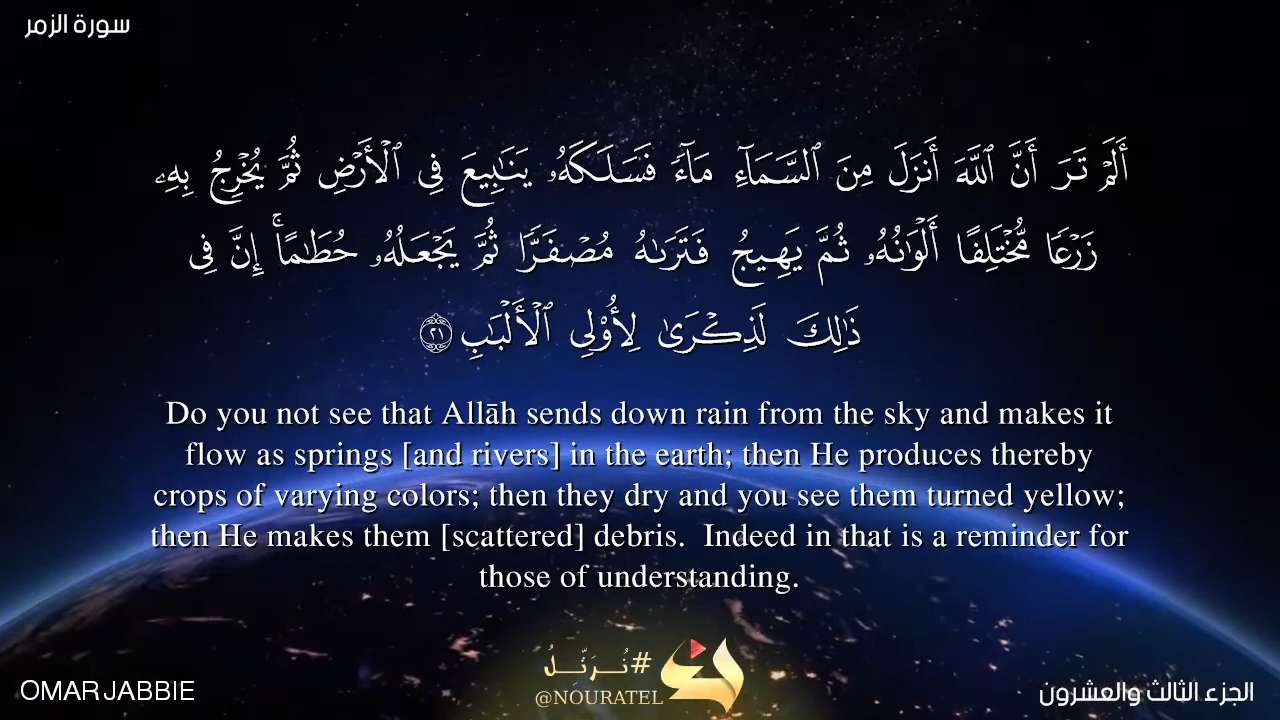 سورة الزمر
أَلَمْ تَرَ أَنَّ ٱللَّهَ أَنزَلَ مِنَ ٱلسَّمَآءِ مَآءً فَسَلَكَهُۥ يَنَٰبِيعَ فِى ٱلْأَرْضِ ثُمَّ يُخْرِجُ بِهِۦ
زَرْعًا مُّخْتَلِفًا أَلْوَٰنُهُۥ ثُمَّ يَهِيجُ فَتَرَىٰهُ مُصْفَرًّا ثُمَّ يَجْعَلُهُۥ حُطَٰمًا ۚ إِنَّ فِى
ذَٰلِكَ لَذِكْرَىٰ لِأُو۟لِى ٱلْأَلْبَٰبِ ٢١
Do you not see that Allāh sends down rain from the sky and makes it
flow as springs [and rivers] in the earth; then He produces thereby
crops of varying colors; then they dry and you see them turned yellow;
then He makes them [scattered] debris.  Indeed in that is a reminder for
those of understanding.
#نُرَتِّلُ
@NOURATEL
OMAR JABBIE
الجزء الثالث والعشرون